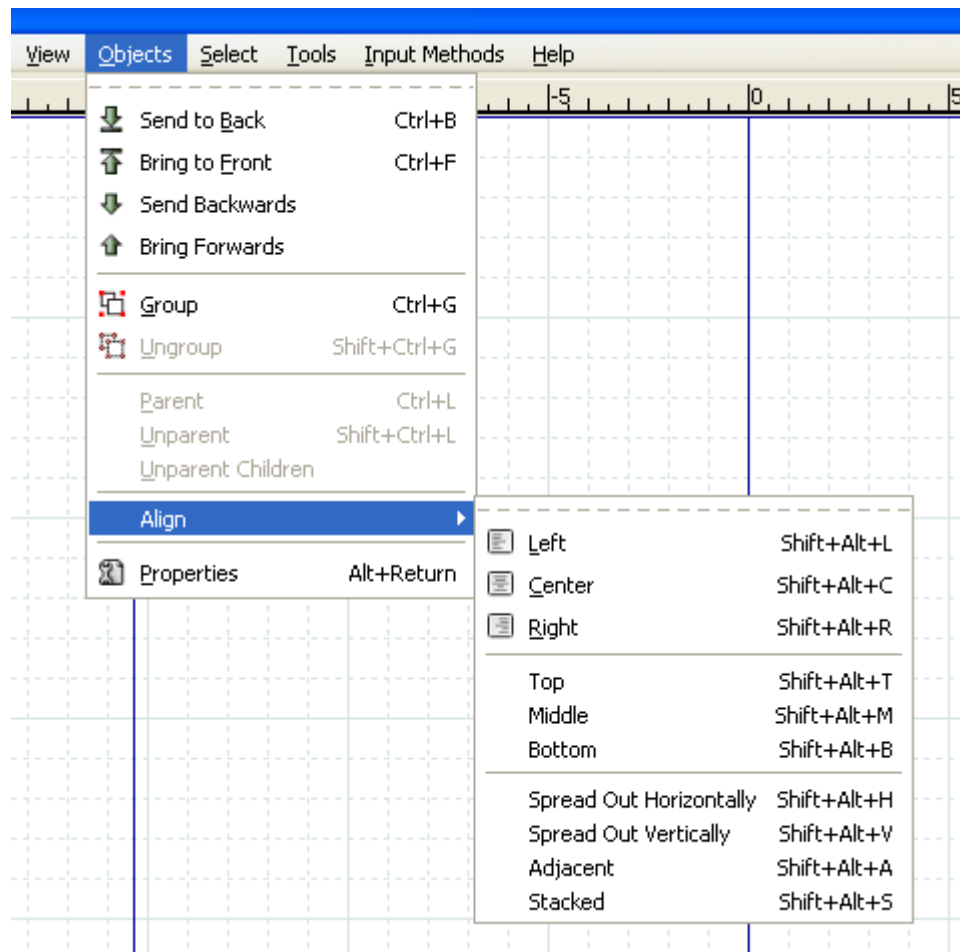 View Objects Select Tools Input Methods Help
-5 0 5
Send to Back Ctrl+B
Bring to Front Ctrl+F
Send Backwards
Bring Forwards
Group Ctrl+G
Ungroup Shift+Ctrl+G
Parent Ctrl+L
Unparent Shift+Ctrl+L
Unparent Children
Align
Properties Alt+Return
Left Shift+Alt+L
Center Shift+Alt+C
Right Shift+Alt+R
Top Shift+Alt+T
Middle Shift+Alt+M
Bottom Shift+Alt+B
Spread Out Horizontally Shift+Alt+H
Spread Out Vertically Shift+Alt+V
Adjacent Shift+Alt+A
Stacked Shift+Alt+S